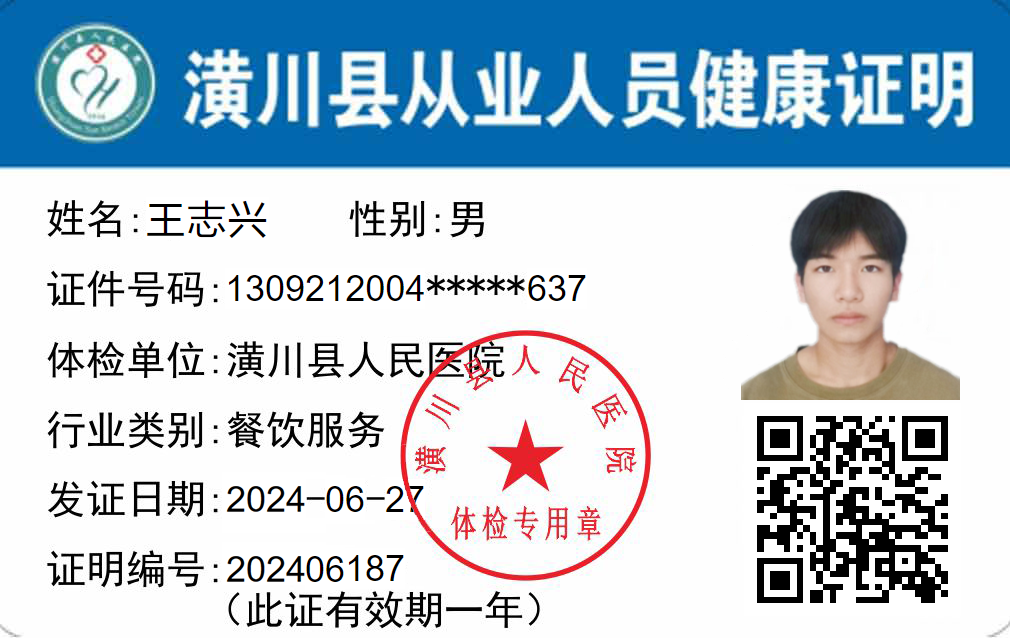 潢川县从业人员健康证明
姓名:王志兴 性别:男
证件号码:1309212004*****637
体检单位:潢川县人民医院
行业类别:餐饮服务
发证日期:2024-06-27
证明编号:202406187
（此证有效期一年）
潢川县人民医院
体检专用章